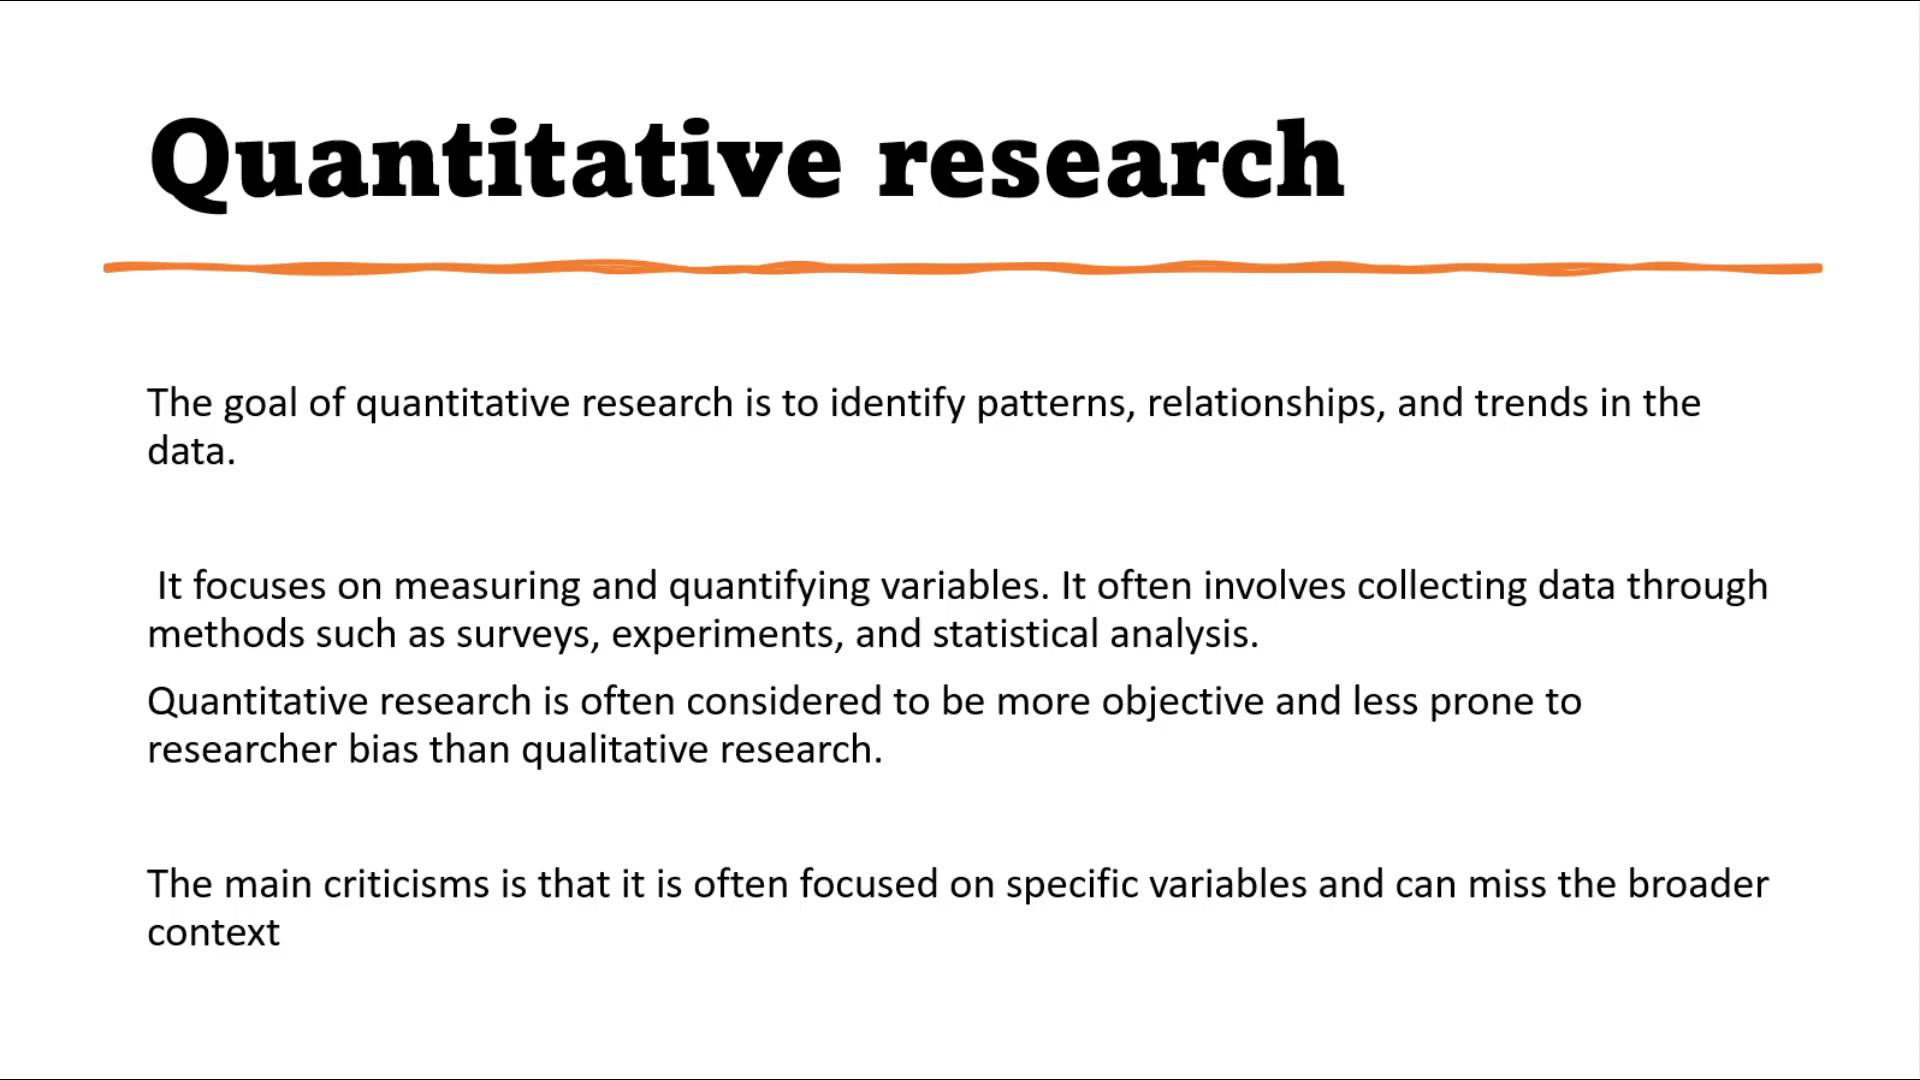 Quantitative research
The goal of quantitative research is to identify patterns, relationships, and trends in the
data.
It focuses on measuring and quantifying variables. It often involves collecting data through
methods such as surveys, experiments, and statistical analysis.
Quantitative research is often considered to be more objective and less prone to
researcher bias than qualitative research.
The main criticisms is that it is often focused on specific variables and can miss the broader
context